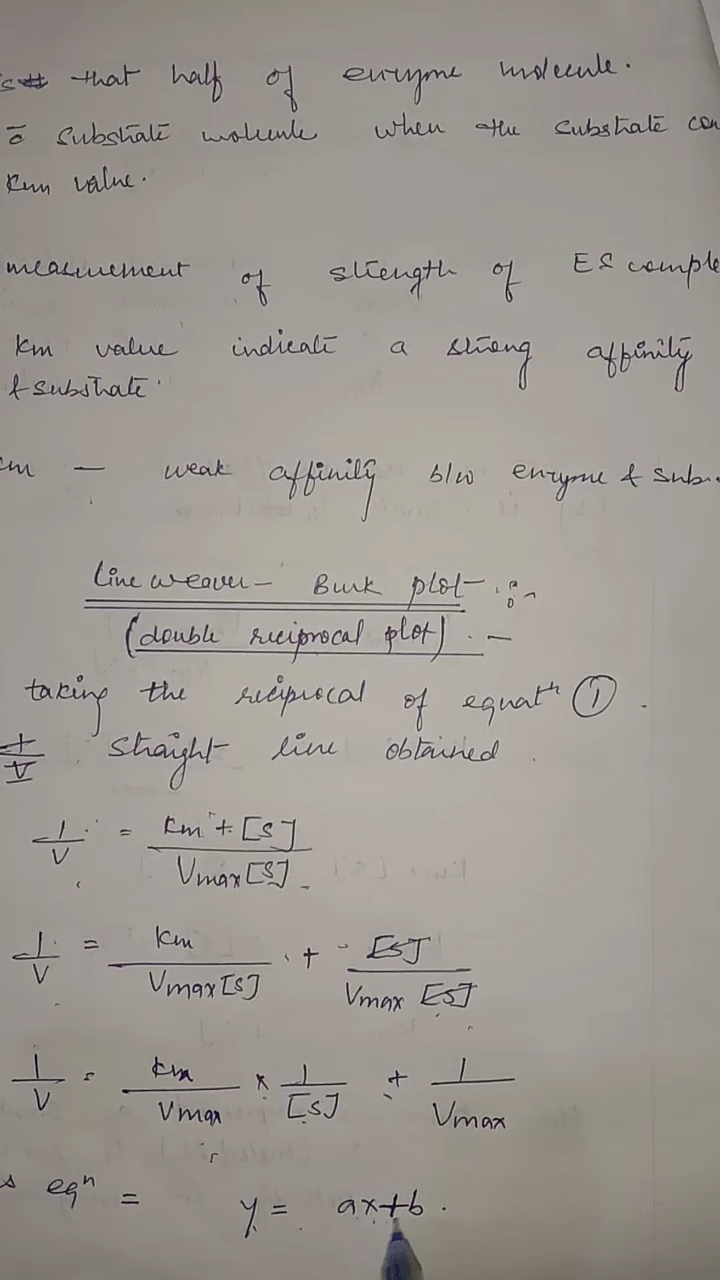 that half of enzyme molecule.
c̄ substrate molecule when the substrate con
km value.
measurement of strength of ES comple
km value indicate a strong affinity
& substrate.
km — weak affinity b/w enzyme & sub.
Line weaver - Burk plot :-
(double reciprocal plot). —
taking the reciprocal of equatⁿ ①.
1/V straight line obtained.
1/V = km + [S] / Vmax [S]
1/V = km / Vmax [S] + [S] / Vmax [S]
1/V = km / Vmax × 1 / [S] + 1 / Vmax
eqⁿ = y = ax+b.